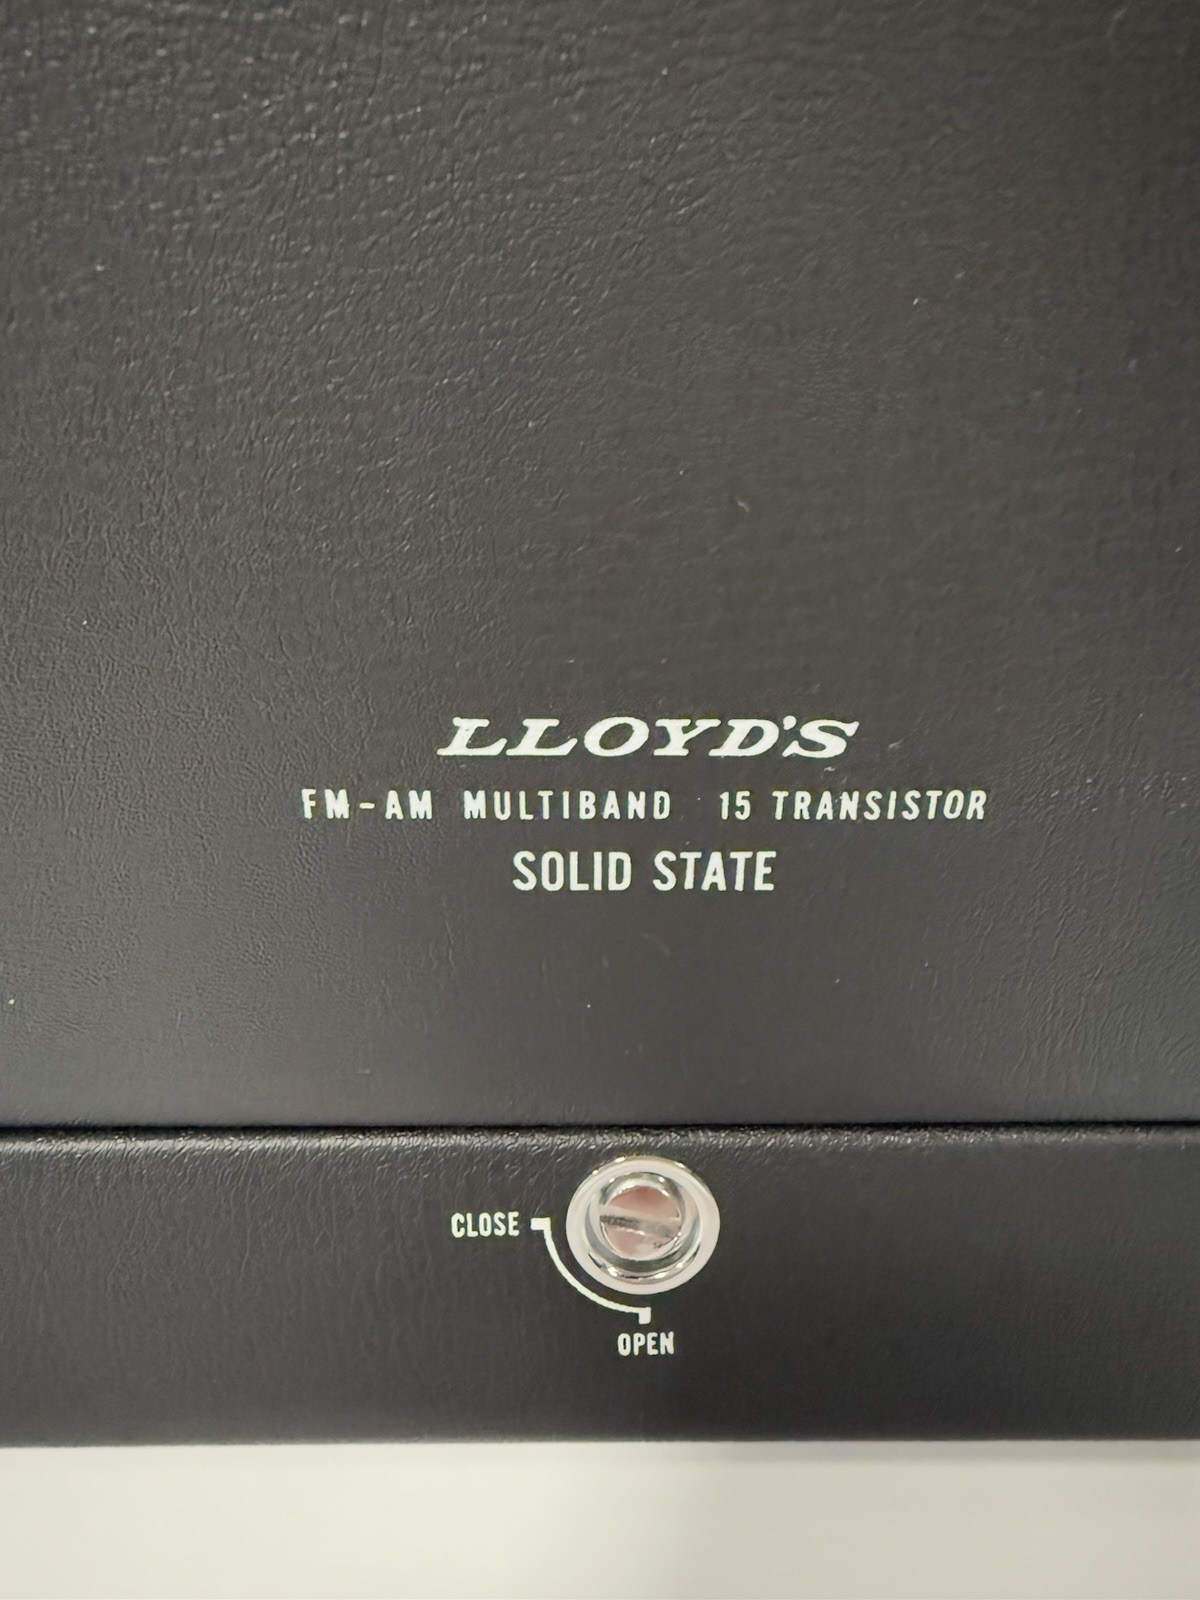 LLOYD'S
FM-AM MULTIBAND 15 TRANSISTOR
SOLID STATE
CLOSE
OPEN